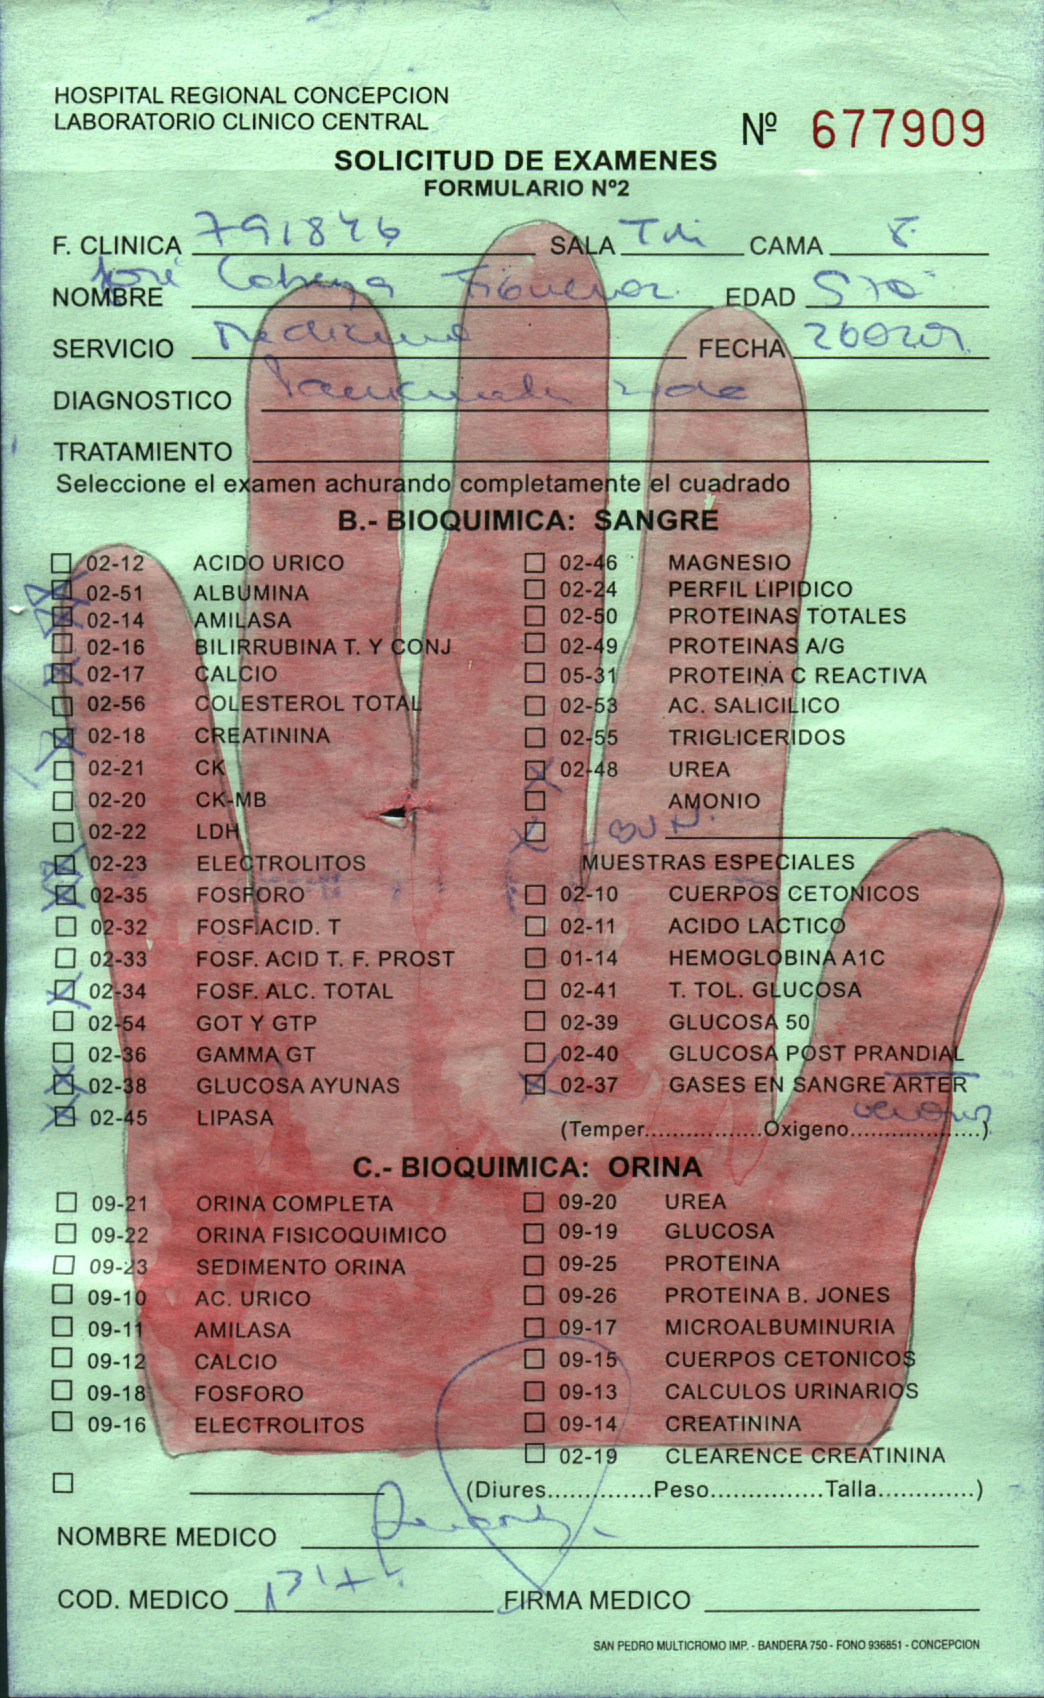 HOSPITAL REGIONAL CONCEPCION
LABORATORIO CLINICO CENTRAL
Nº 677909
SOLICITUD DE EXAMENES
FORMULARIO Nº2
F. CLINICA 791846 SALA CAMA 8
NOMBRE José EDAD
SERVICIO Medicina FECHA
DIAGNOSTICO
TRATAMIENTO
Seleccione el examen achurando completamente el cuadrado
B.- BIOQUIMICA: SANGRE
02-12 ACIDO URICO
02-51 ALBUMINA
02-14 AMILASA
02-16 BILIRRUBINA T. Y CONJ
02-17 CALCIO
02-56 COLESTEROL TOTAL
02-18 CREATININA
02-21 CK
02-20 CK-MB
02-22 LDH
02-23 ELECTROLITOS
02-35 FOSFORO
02-32 FOSF.ACID. T
02-33 FOSF. ACID T. F. PROST
02-34 FOSF. ALC. TOTAL
02-54 GOT Y GTP
02-36 GAMMA GT
02-38 GLUCOSA AYUNAS
02-45 LIPASA
02-46 MAGNESIO
02-24 PERFIL LIPIDICO
02-50 PROTEINAS TOTALES
02-49 PROTEINAS A/G
05-31 PROTEINA C REACTIVA
02-53 AC. SALICILICO
02-55 TRIGLICERIDOS
02-48 UREA
AMONIO
BUN.
MUESTRAS ESPECIALES
02-10 CUERPOS CETONICOS
02-11 ACIDO LACTICO
01-14 HEMOGLOBINA A1C
02-41 T. TOL. GLUCOSA
02-39 GLUCOSA 50
02-40 GLUCOSA POST PRANDIAL
02-37 GASES EN SANGRE ARTER
(Temper..................Oxigeno....................)
C.- BIOQUIMICA: ORINA
09-21 ORINA COMPLETA
09-22 ORINA FISICOQUIMICO
09-23 SEDIMENTO ORINA
09-10 AC. URICO
09-11 AMILASA
09-12 CALCIO
09-18 FOSFORO
09-16 ELECTROLITOS
09-20 UREA
09-19 GLUCOSA
09-25 PROTEINA
09-26 PROTEINA B. JONES
09-17 MICROALBUMINURIA
09-15 CUERPOS CETONICOS
09-13 CALCULOS URINARIOS
09-14 CREATININA
02-19 CLEARENCE CREATININA
(Diures..............Peso...............Talla.............)
NOMBRE MEDICO
COD. MEDICO FIRMA MEDICO
SAN PEDRO MULTICROMO IMP. - BANDERA 750 - FONO 936851 - CONCEPCION